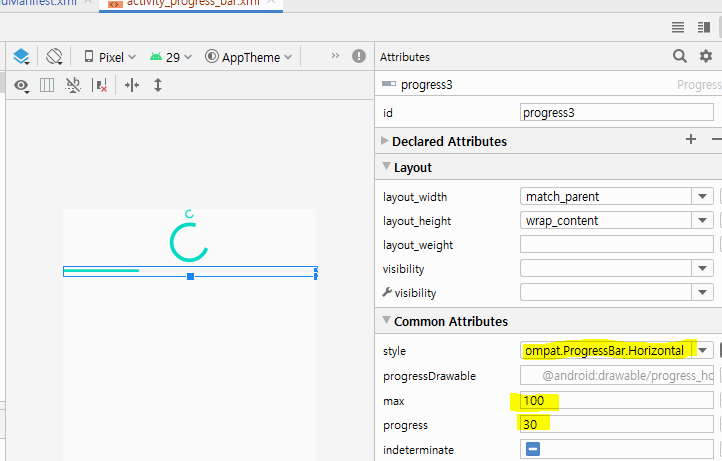 dManifest.xml
activity_progress_bar.xml
Pixel
29
AppTheme
Attributes
progress3
Progress
id
progress3
Declared Attributes
Layout
layout_width
match_parent
layout_height
wrap_content
layout_weight
visibility
visibility
Common Attributes
style
ompat.ProgressBar.Horizontal
progressDrawable
@android:drawable/progress_ho
max
100
progress
30
indeterminate